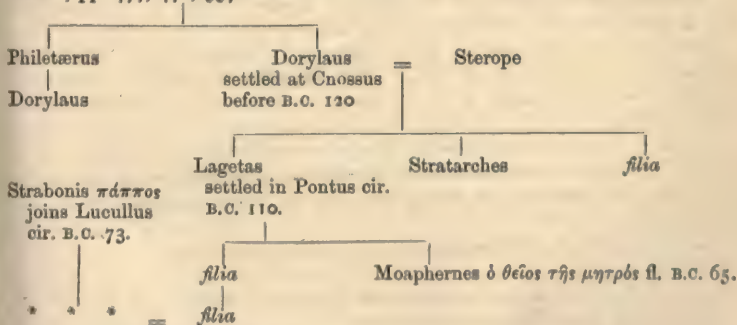 Philetærus
Dorylaus = Sterope
settled at Cnossus
Dorylaus
before B.C. 120
Lagetas
Stratarches
filia
settled in Pontus cir.
B.C. 110.
Strabonis πάππος
joins Lucullus
cir. B.C. 73.
filia
Moaphernes ὁ θεῖος τῆς μητρός fl. B.C. 65.
* * * = filia